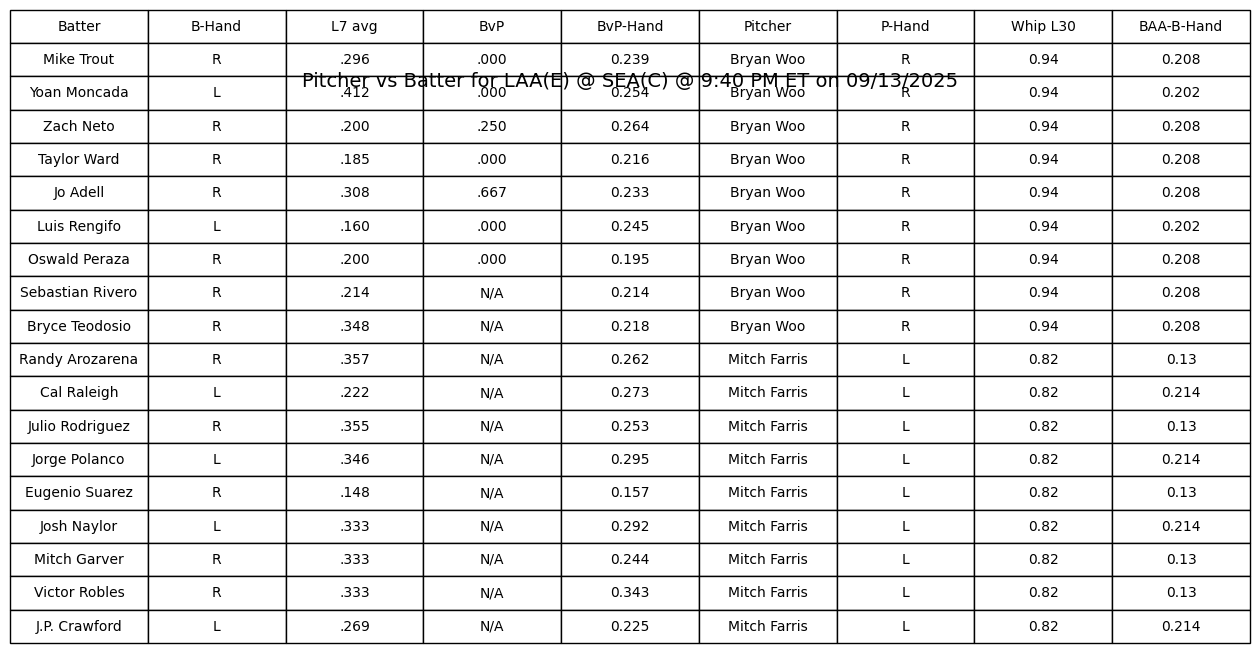 Batter B-Hand L7 avg BvP BvP-Hand Pitcher P-Hand Whip L30 BAA-B-Hand
Mike Trout R .296 .000 0.239 Bryan Woo R 0.94 0.208
Pitcher vs Batter for LAA(E) @ SEA(C) @ 9:40 PM ET on 09/13/2025
Yoan Moncada L .412 .000 0.254 Bryan Woo R 0.94 0.202
Zach Neto R .200 .250 0.264 Bryan Woo R 0.94 0.208
Taylor Ward R .185 .000 0.216 Bryan Woo R 0.94 0.208
Jo Adell R .308 .667 0.233 Bryan Woo R 0.94 0.208
Luis Rengifo L .160 .000 0.245 Bryan Woo R 0.94 0.202
Oswald Peraza R .200 .000 0.195 Bryan Woo R 0.94 0.208
Sebastian Rivero R .214 N/A 0.214 Bryan Woo R 0.94 0.208
Bryce Teodosio R .348 N/A 0.218 Bryan Woo R 0.94 0.208
Randy Arozarena R .357 N/A 0.262 Mitch Farris L 0.82 0.13
Cal Raleigh L .222 N/A 0.273 Mitch Farris L 0.82 0.214
Julio Rodriguez R .355 N/A 0.253 Mitch Farris L 0.82 0.13
Jorge Polanco L .346 N/A 0.295 Mitch Farris L 0.82 0.214
Eugenio Suarez R .148 N/A 0.157 Mitch Farris L 0.82 0.13
Josh Naylor L .333 N/A 0.292 Mitch Farris L 0.82 0.214
Mitch Garver R .333 N/A 0.244 Mitch Farris L 0.82 0.13
Victor Robles R .333 N/A 0.343 Mitch Farris L 0.82 0.13
J.P. Crawford L .269 N/A 0.225 Mitch Farris L 0.82 0.214